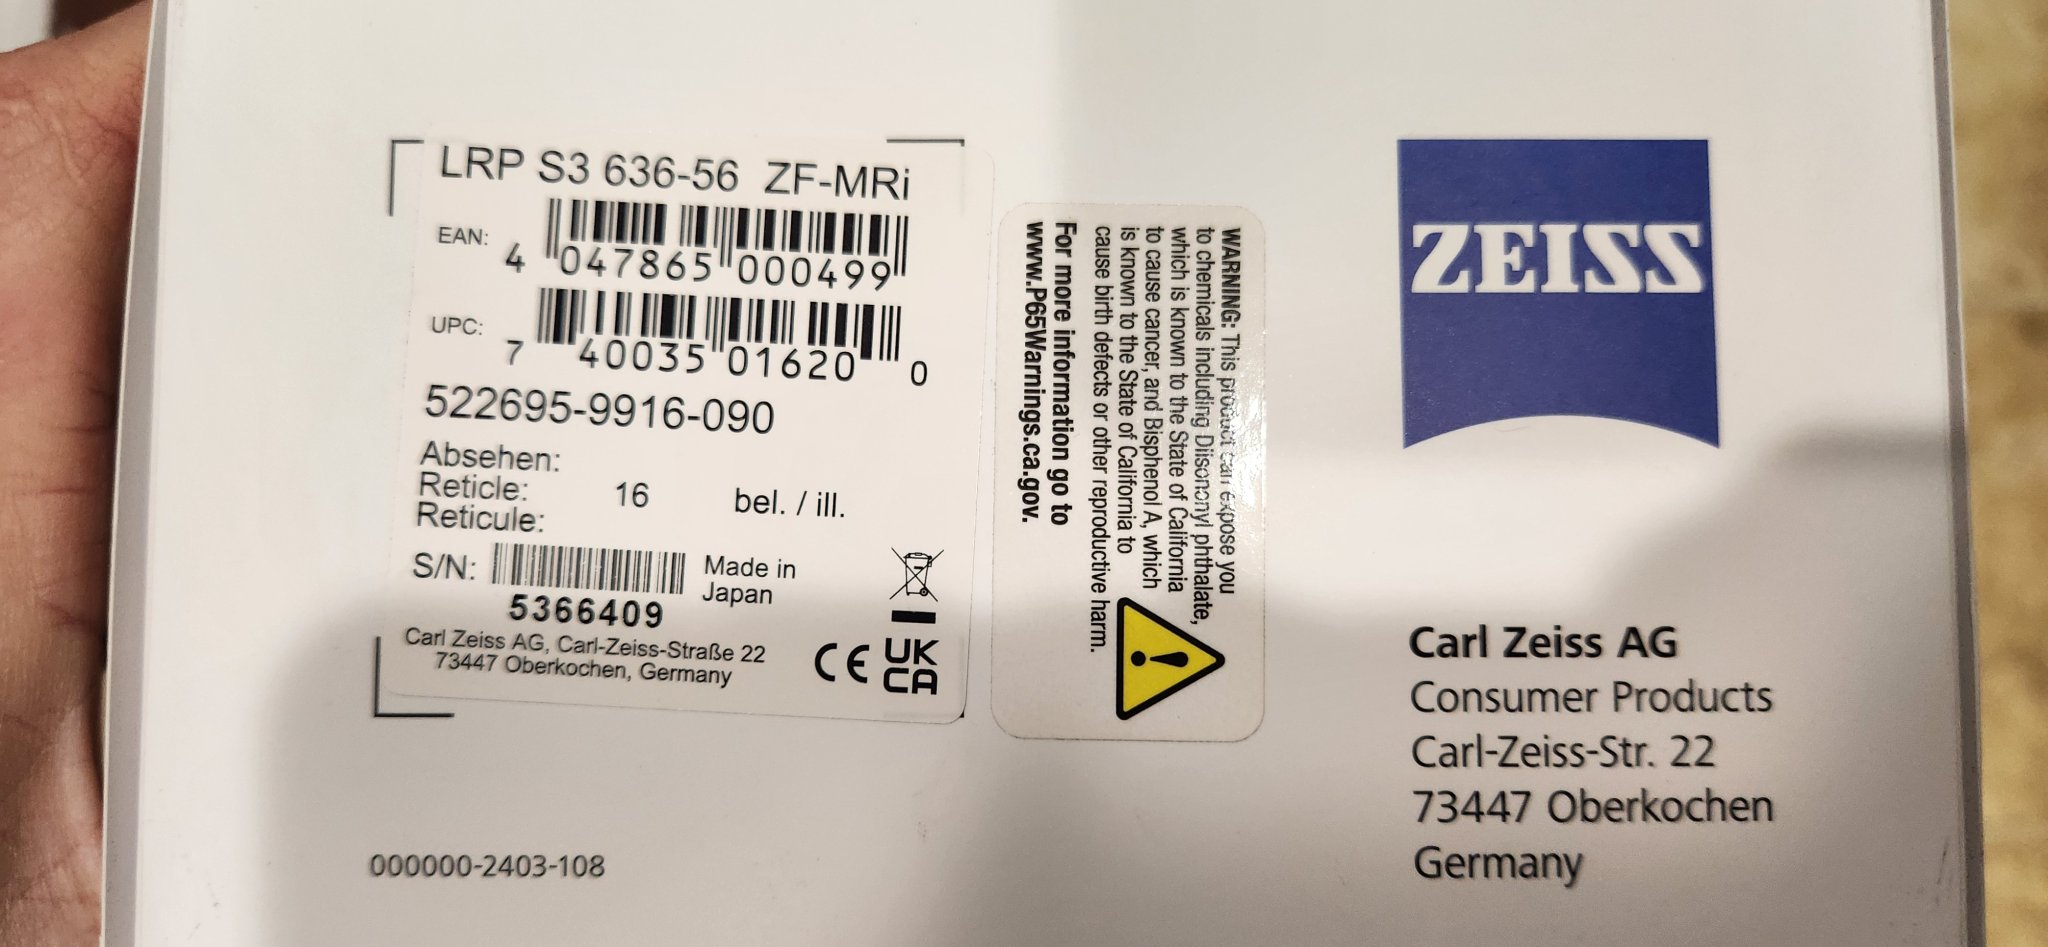 LRP S3 636-56 ZF-MRi
EAN: 4 047865 000499
UPC: 7 40035 01620 0
522695-9916-090
Absehen:
Reticle: 16 bel. / ill.
Reticule:
S/N: Made in
Japan
5366409
Carl Zeiss AG, Carl-Zeiss-Straße 22
73447 Oberkochen, Germany
CE UK
CA
000000-2403-108
WARNING: This product can expose you
to chemicals including Diisononyl phthalate,
which is known to the State of California
to cause cancer, and Bisphenol A, which
is known to the State of California to
cause birth defects or other reproductive harm.
For more information go to
www.P65Warnings.ca.gov.
ZEISS
Carl Zeiss AG
Consumer Products
Carl-Zeiss-Str. 22
73447 Oberkochen
Germany